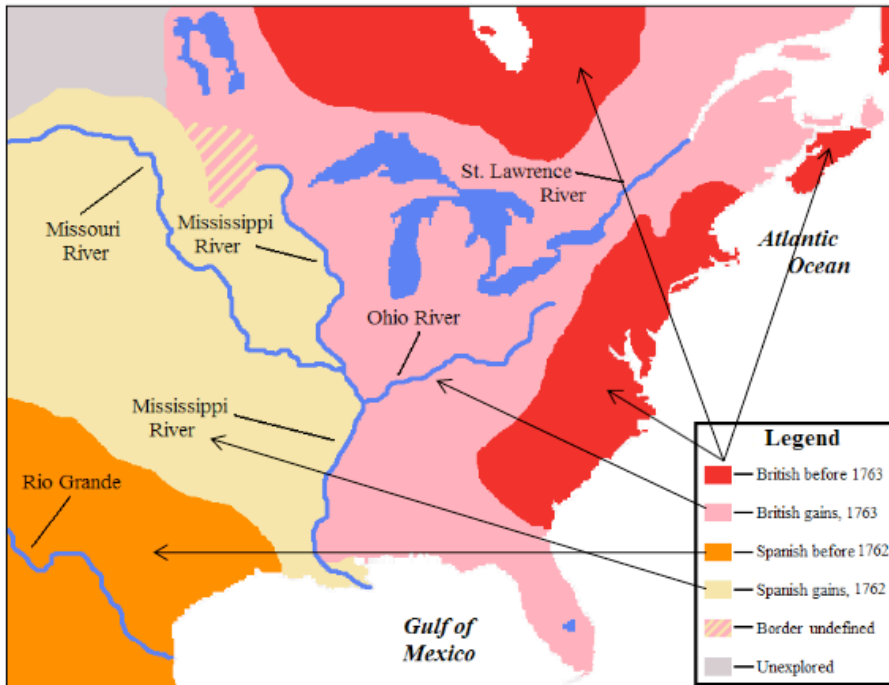 St. Lawrence
River
Missouri
River
Mississippi
River
Atlantic
Ocean
Ohio River
Mississippi
River
Rio Grande
Gulf of
Mexico
Legend
British before 1763
British gains, 1763
Spanish before 1762
Spanish gains, 1762
Border undefined
Unexplored